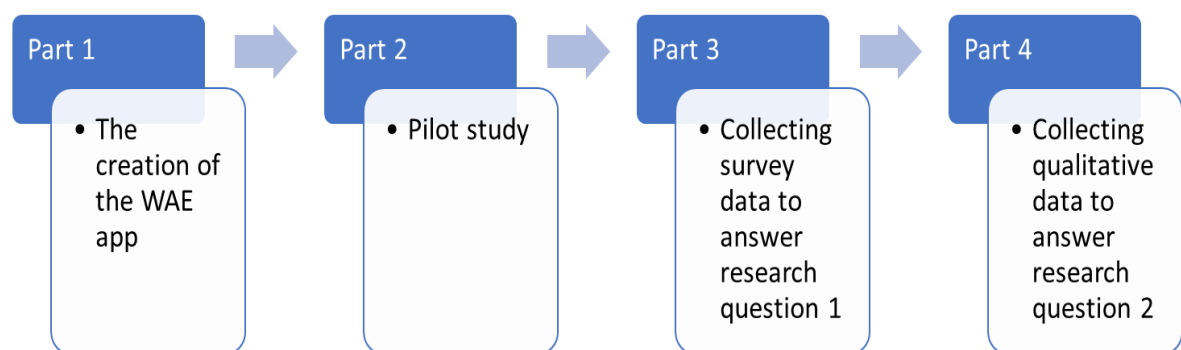 Part 1
• The
creation of
the WAE
app
Part 2
• Pilot study
Part 3
• Collecting
survey
data to
answer
research
question 1
Part 4
• Collecting
qualitative
data to
answer
research
question 2